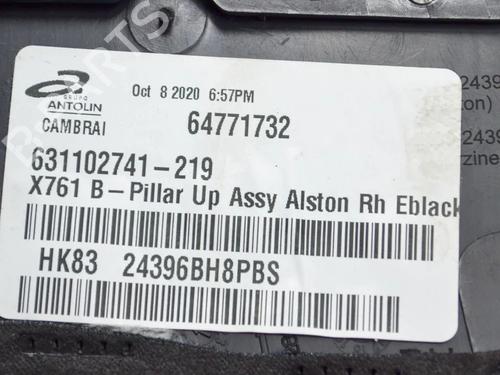 GRUPO
ANTOLIN
CAMBRAI
Oct 8 2020 6:57PM
64771732
631102741-219
X761 B-Pillar Up Assy Alston Rh Eblack
HK83 24396BH8PBS